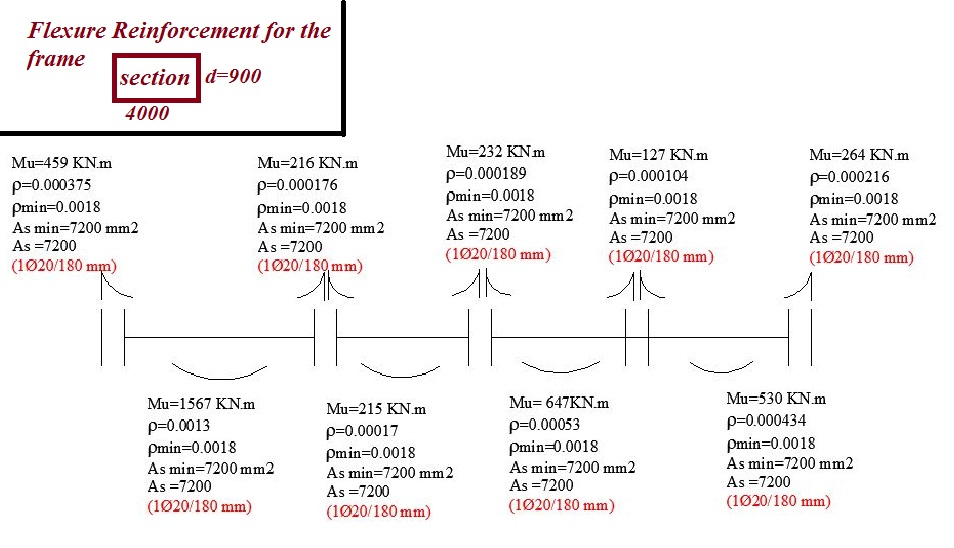 Flexure Reinforcement for the
frame
section d=900
4000
Mu=459 KN.m
ρ=0.000375
ρmin=0.0018
As min=7200 mm2
As =7200
(1Ø20/180 mm)
Mu=216 KN.m
ρ=0.000176
ρmin=0.0018
As min=7200 mm2
As =7200
(1Ø20/180 mm)
Mu=232 KN.m
ρ=0.000189
ρmin=0.0018
As min=7200 mm2
As =7200
(1Ø20/180 mm)
Mu=127 KN.m
ρ=0.000104
ρmin=0.0018
As min=7200 mm2
As =7200
(1Ø20/180 mm)
Mu=264 KN.m
ρ=0.000216
ρmin=0.0018
As min=7200 mm2
As =7200
(1Ø20/180 mm)
Mu=1567 KN.m
ρ=0.0013
ρmin=0.0018
As min=7200 mm2
As =7200
(1Ø20/180 mm)
Mu=215 KN.m
ρ=0.00017
ρmin=0.0018
As min=7200 mm2
As =7200
(1Ø20/180 mm)
Mu= 647KN.m
ρ=0.00053
ρmin=0.0018
As min=7200 mm2
As =7200
(1Ø20/180 mm)
Mu=530 KN.m
ρ=0.000434
ρmin=0.0018
As min=7200 mm2
As =7200
(1Ø20/180 mm)